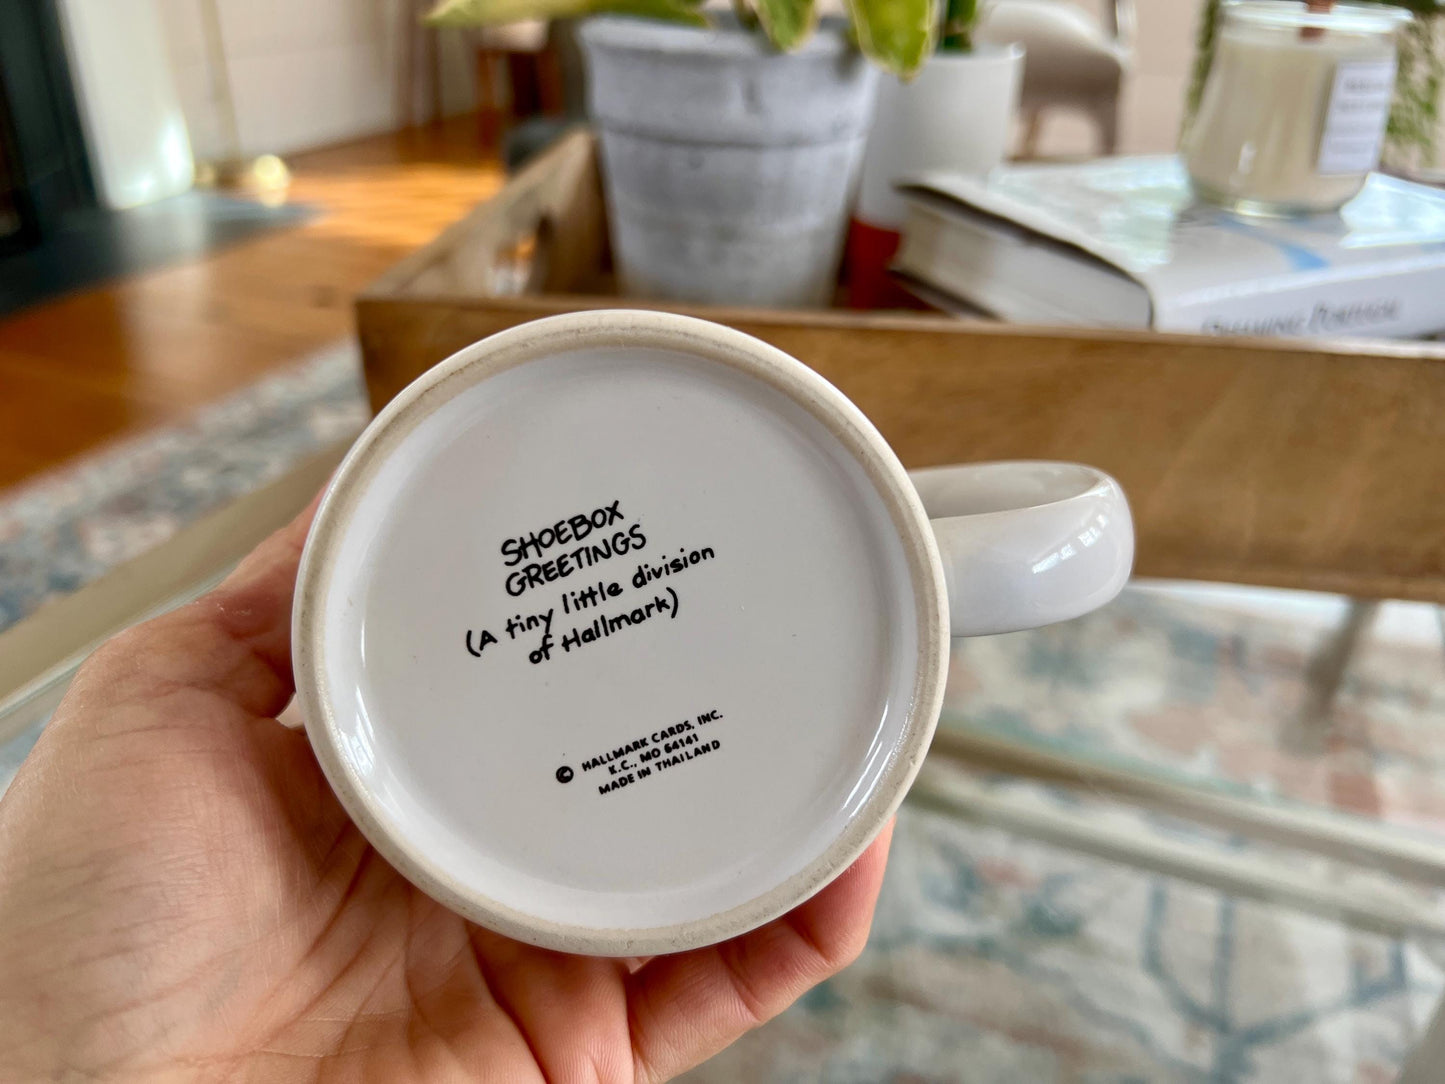 SHOEBOX
GREETINGS
(A tiny little division
of Hallmark)
© HALLMARK CARDS, INC.
K.C., MO 64141
MADE IN THAILAND